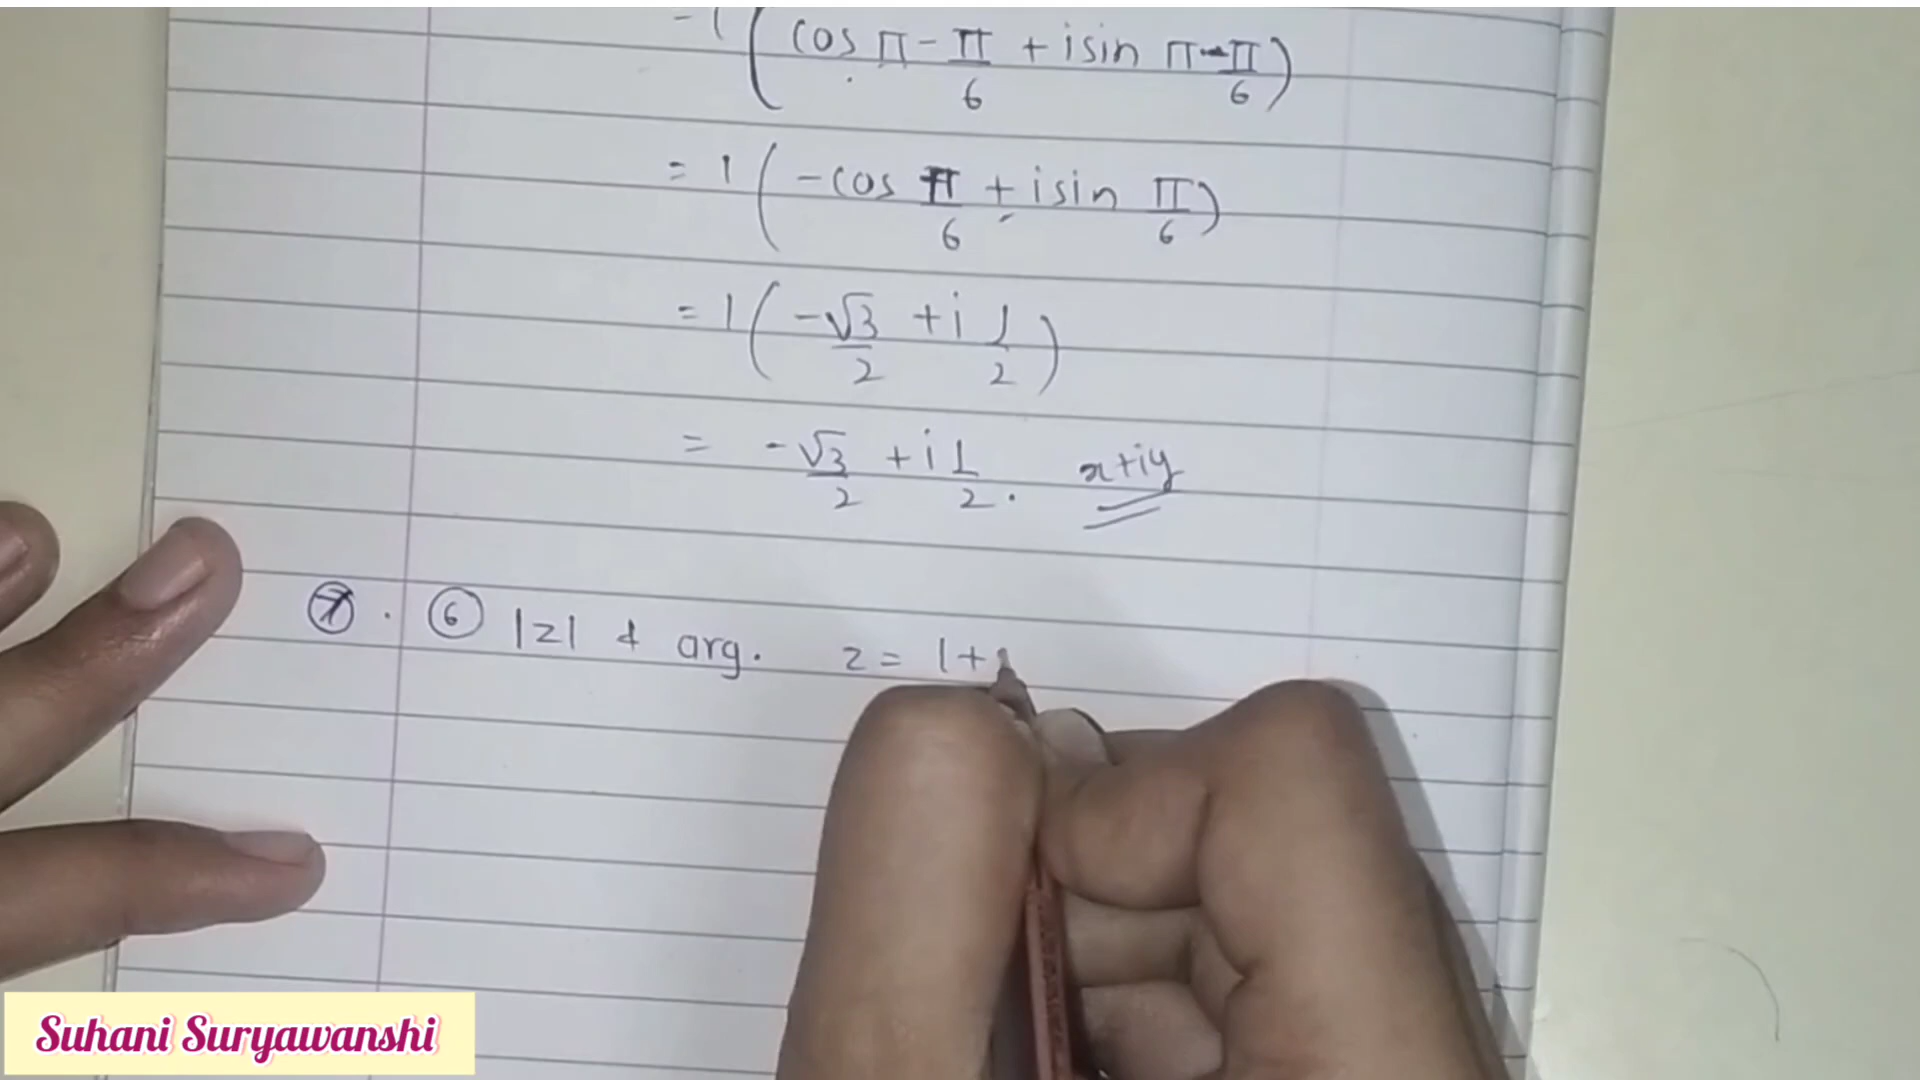 = 1 ( cos π - π/6 + i sin π - π/6 )
= 1 ( - cos π/6 + i sin π/6 )
= 1 ( -√3/2 + i 1/2 )
= -√3/2 + i 1/2 . x+iy
7 . 6 |z| & arg. z = 1 +
Suhani Suryawanshi